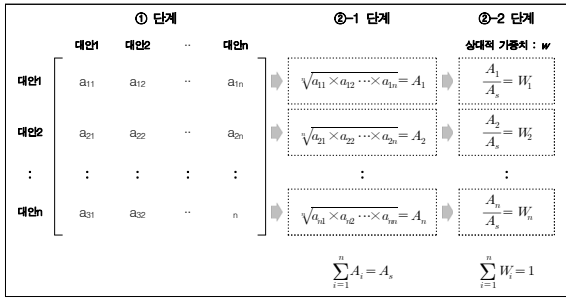 ① 단계 ②-1 단계 ②-2 단계
대안1 대안2 ·· 대안n 상대적 가중치 : w
대안1 a₁₁ a₁₂ ·· a₁ₙ ⁿ√(a₁₁ × a₁₂ ⋯ × a₁ₙ) = A₁ A₁/Aₛ = W₁
대안2 a₂₁ a₂₂ ·· a₂ₙ ⁿ√(a₂₁ × a₂₂ ⋯ × a₂ₙ) = A₂ A₂/Aₛ = W₂
: : : : : : :
대안n a₃₁ a₃₂ ·· n ⁿ√(aₙ₁ × aₙ₂ ⋯ × aₙₙ) = Aₙ Aₙ/Aₛ = Wₙ
∑ⁿᵢ₌₁ Aᵢ = Aₛ ∑ⁿᵢ₌₁ Wᵢ = 1